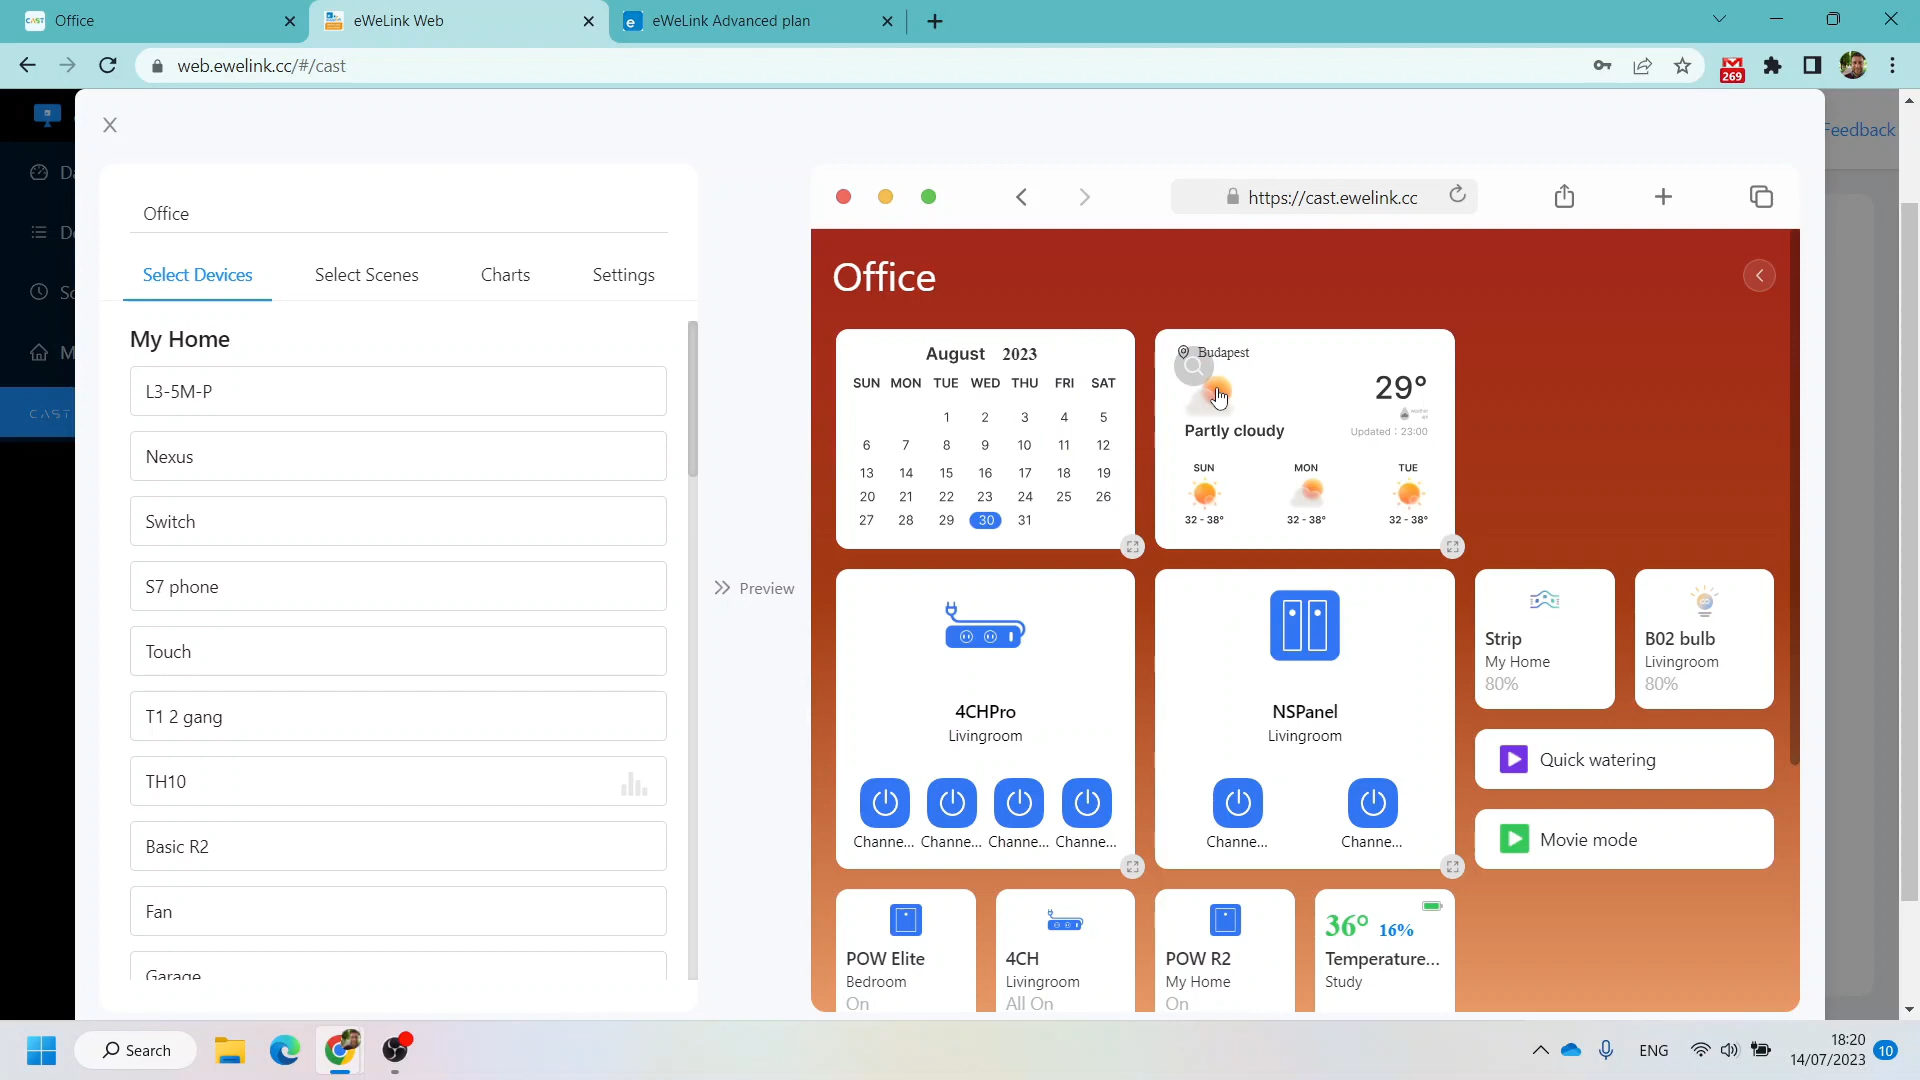 Office
eWeLink Web
eWeLink Advanced plan
web.ewelink.cc/#/cast
269
Feedback
Da
De
Sc
M
CAST
Office
Select Devices
Select Scenes
Charts
Settings
My Home
L3-5M-P
Nexus
Switch
S7 phone
Touch
T1 2 gang
TH10
Basic R2
Fan
Garage
Preview
https://cast.ewelink.cc
Office
August 2023
SUN MON TUE WED THU FRI SAT
1 2 3 4 5
6 7 8 9 10 11 12
13 14 15 16 17 18 19
20 21 22 23 24 25 26
27 28 29 30 31
Budapest
29°
Partly cloudy
Updated : 23:00
SUN MON TUE
32 - 38° 32 - 38° 32 - 38°
4CHPro
Livingroom
Channe... Channe... Channe... Channe...
NSPanel
Livingroom
Channe... Channe...
Strip
My Home
80%
B02 bulb
Livingroom
80%
Quick watering
Movie mode
POW Elite
Bedroom
On
4CH
Livingroom
All On
POW R2
My Home
On
36° 16%
Temperature...
Study
Search
ENG
18:20
14/07/2023
10